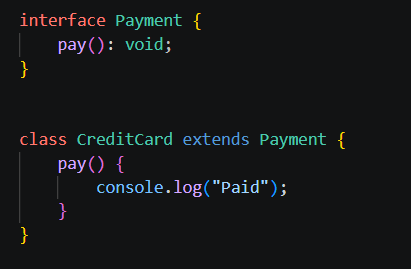 interface Payment {
    pay(): void;
}
class CreditCard extends Payment {
    pay() {
        console.log("Paid");
    }
}